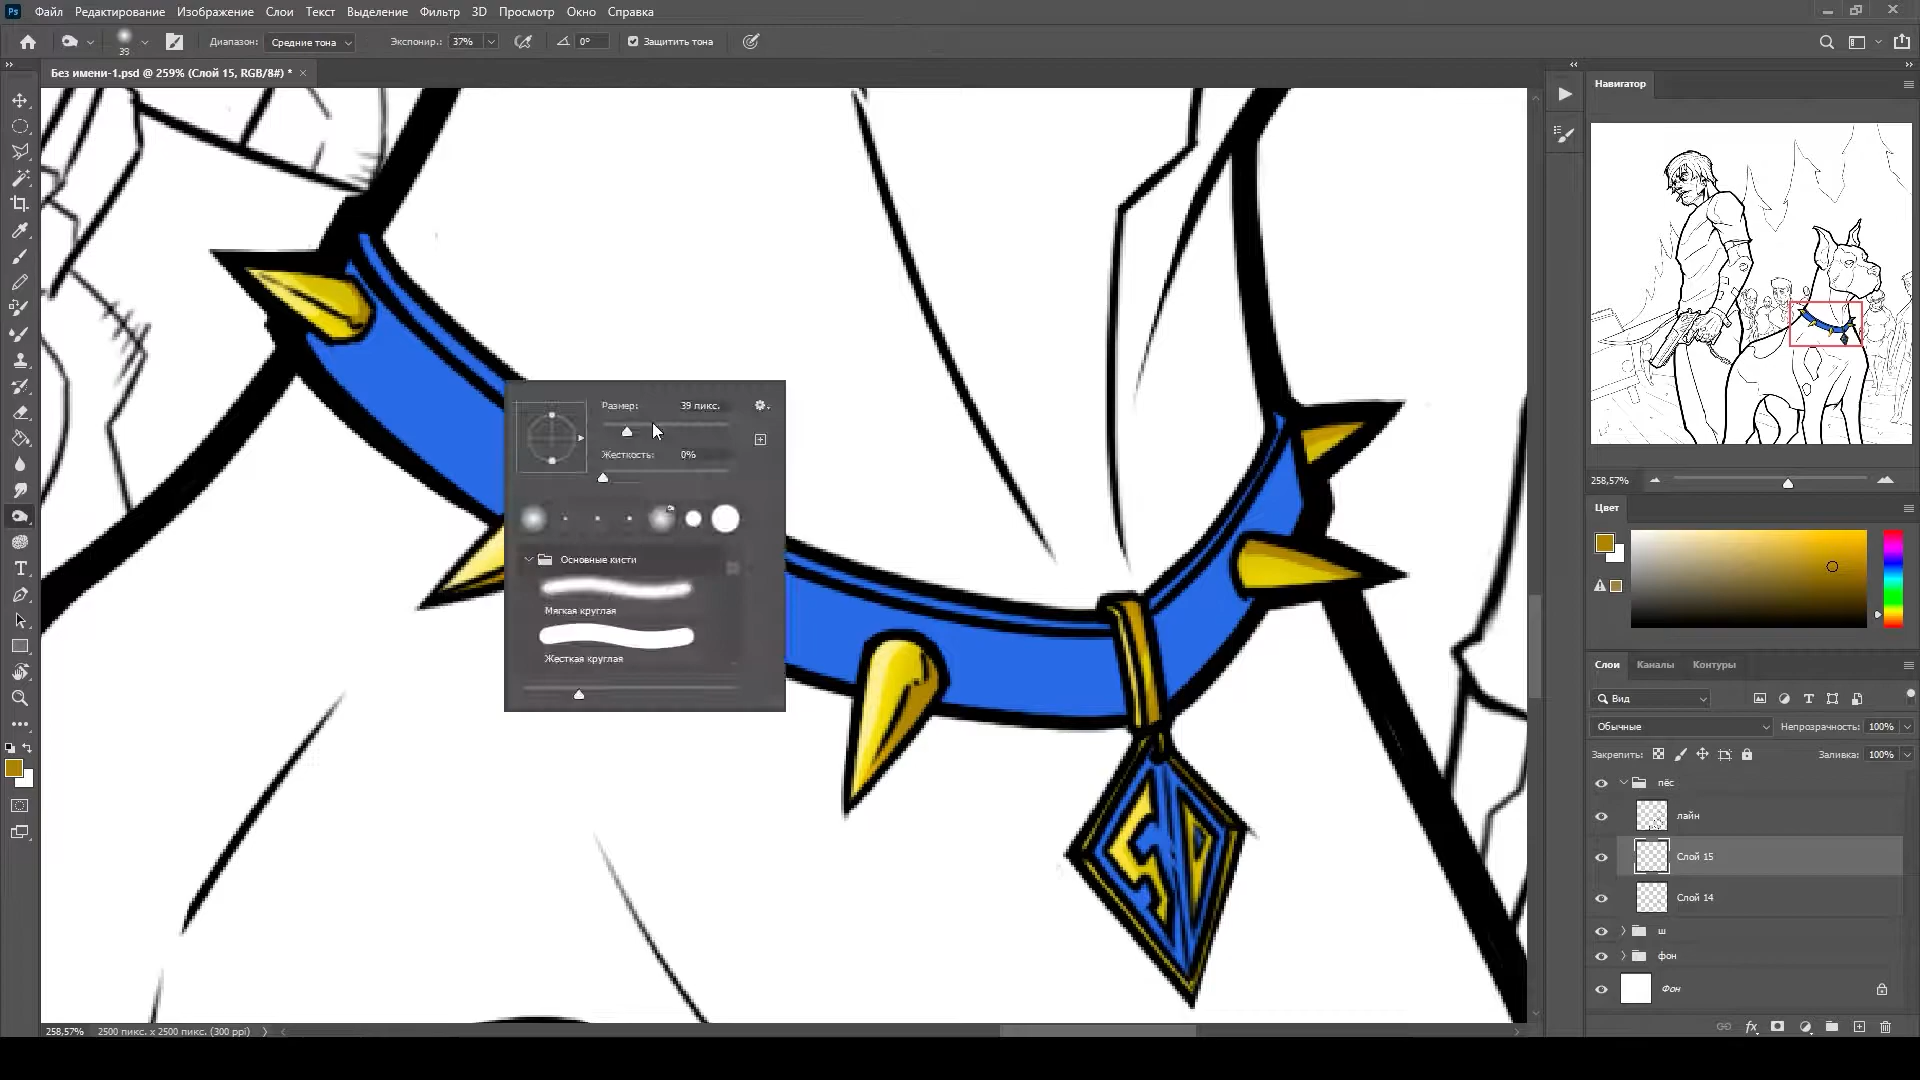 Ps Файл Редактирование Изображение Слои Текст Выделение Фильтр 3D Просмотр Окно Справка
39 Диапазон: Средние тона Экспонир.: 37% 0° Защитить тона
Без имени-1.psd @ 259% (Слой 15, RGB/8#) * ×
Навигатор
Размер: 39 пикс.
Жесткость: 0%
Основные кисти
Мягкая круглая
Жесткая круглая
258,57%
Цвет
Слои Каналы Контуры
Вид
Обычные Непрозрачность: 100%
Закрепить: Заливка: 100%
пёс
лайн
Слой 15
Слой 14
ш
фон
Фон
258,57% 2500 пикс. x 2500 пикс. (300 ppi)